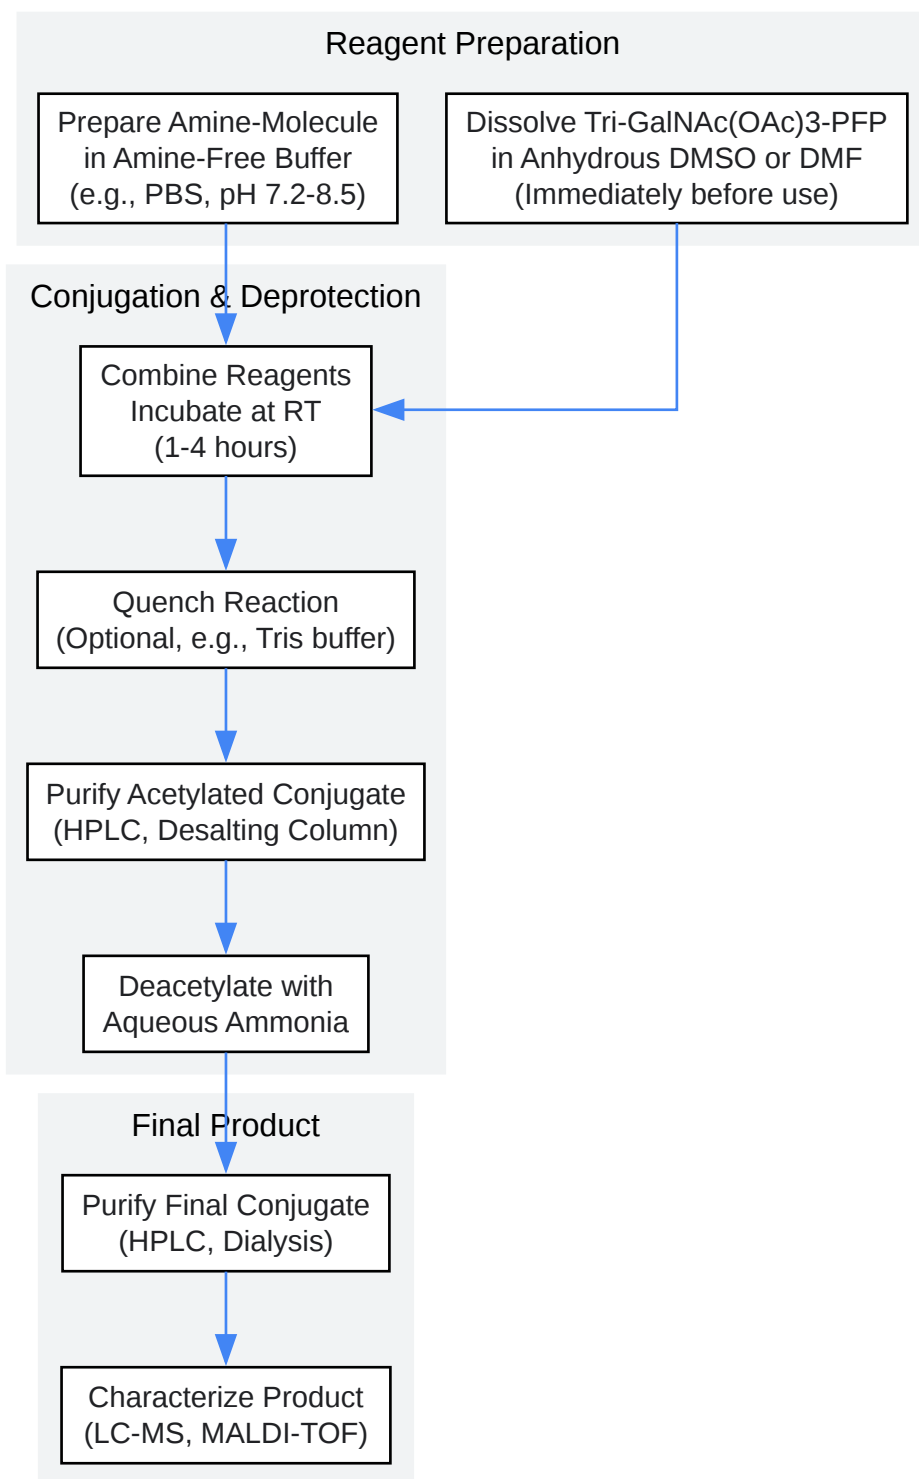 Reagent Preparation
Prepare Amine-Molecule
in Amine-Free Buffer
(e.g., PBS, pH 7.2-8.5)
Dissolve Tri-GalNAc(OAc)3-PFP
in Anhydrous DMSO or DMF
(Immediately before use)
Conjugation & Deprotection
Combine Reagents
Incubate at RT
(1-4 hours)
Quench Reaction
(Optional, e.g., Tris buffer)
Purify Acetylated Conjugate
(HPLC, Desalting Column)
Deacetylate with
Aqueous Ammonia
Final Product
Purify Final Conjugate
(HPLC, Dialysis)
Characterize Product
(LC-MS, MALDI-TOF)